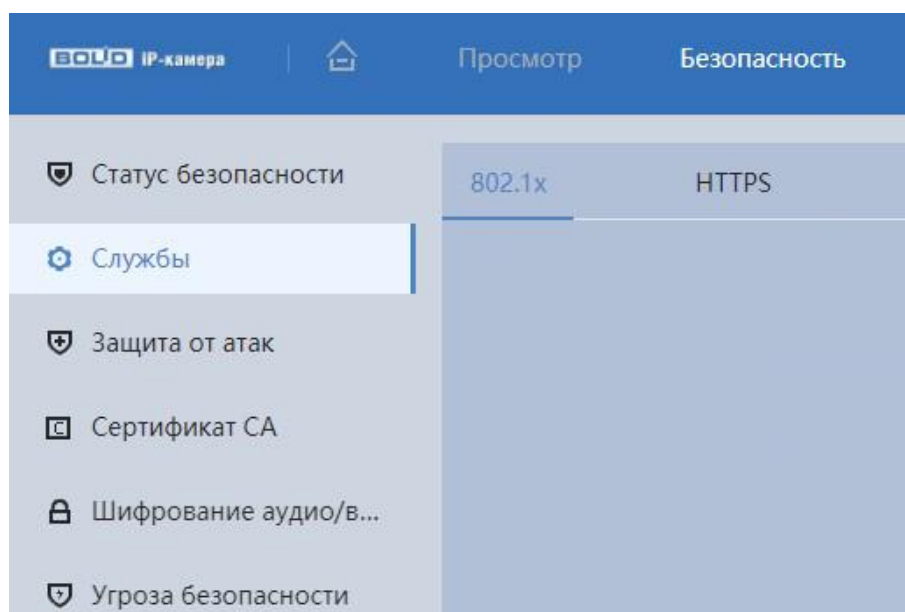 BOLID IP-камера Просмотр Безопасность
Статус безопасности
802.1x HTTPS
Службы
Защита от атак
Сертификат CA
Шифрование аудио/в...
Угроза безопасности